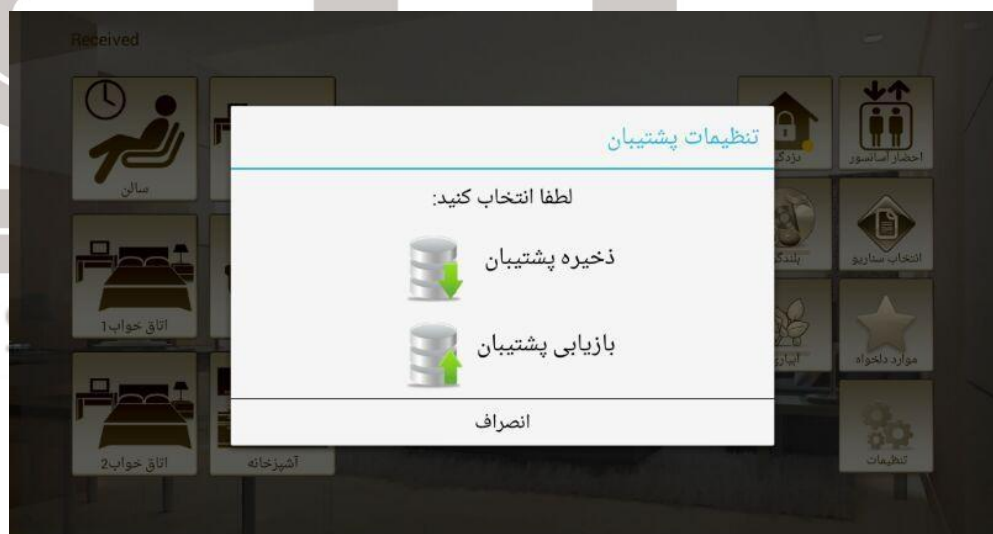 Received
تنظیمات پشتیبان
لطفا انتخاب کنید:
ذخیره پشتیبان
بازیابی پشتیبان
انصراف
احضار آسانسور
سالن
انتخاب سناریو
اتاق خواب1
موارد دلخواه
تنظیمات
آشپزخانه
اتاق خواب2